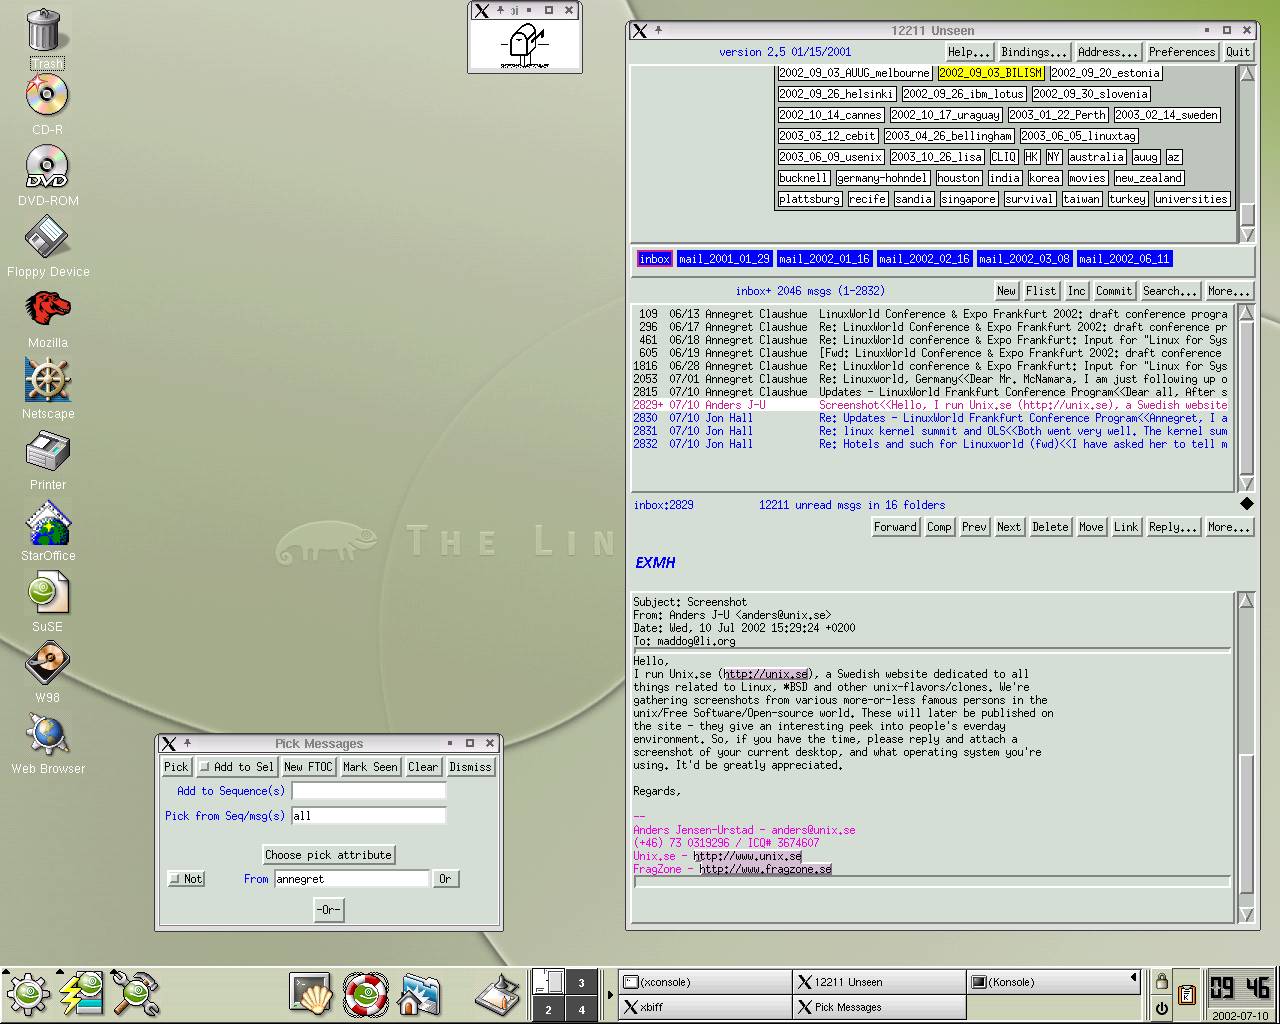 Trash
CD-R
DVD
DVD-ROM
Floppy Device
Mozilla
Netscape
Printer
StarOffice
SuSE
W98
Web Browser
THE LIN
12211 Unseen
version 2.5 01/15/2001 Help... Bindings... Address... Preferences Quit
2002_09_03_AUUG_melbourne 2002_09_03_BILISM 2002_09_20_estonia
2002_09_26_helsinki 2002_09_26_ibm_lotus 2002_09_30_slovenia
2002_10_14_cannes 2002_10_17_uraguay 2003_01_22_Perth 2003_02_14_sweden
2003_03_12_cebit 2003_04_26_bellingham 2003_06_05_linuxtag
2003_06_09_usenix 2003_10_26_lisa CLIQ HK NY australia auug az
bucknell germany-hohndel houston india korea movies new_zealand
plattsburg recife sandia singapore survival taiwan turkey universities
inbox mail_2001_01_29 mail_2002_01_16 mail_2002_02_16 mail_2002_03_08 mail_2002_06_11
inbox+ 2046 msgs (1-2832) New Flist Inc Commit Search... More...
109 06/13 Annegret Claushue LinuxWorld Conference & Expo Frankfurt 2002: draft conference progra
296 06/17 Annegret Claushue Re: LinuxWorld Conference & Expo Frankfurt 2002: draft conference pr
461 06/18 Annegret Claushue Re: LinuxWorld Conference & Expo Frankfurt: Input for "Linux for Sys
605 06/19 Annegret Claushue [Fwd: LinuxWorld Conference & Expo Frankfurt 2002: draft conference
1816 06/28 Annegret Claushue Re: LinuxWorld Conference & Expo Frankfurt: Input for "Linux for Sys
2053 07/01 Annegret Claushue Re: Linuxworld, Germany<<Dear Mr. McNamara, I am just following up o
2815 07/10 Annegret Claushue Updates - LinuxWorld Frankfurt Conference Program<<Dear all, After s
2829+ 07/10 Anders J-U Screenshot<<Hello, I run Unix.se (http://unix.se), a Swedish website
2830 07/10 Jon Hall Re: Updates - LinuxWorld Frankfurt Conference Program<<Annegret, I a
2831 07/10 Jon Hall Re: linux kernel summit and OLS<<Both went very well. The kernel sum
2832 07/10 Jon Hall Re: Hotels and such for Linuxworld (fwd)<<I have asked her to tell m
inbox:2829 12211 unread msgs in 16 folders
Forward Comp Prev Next Delete Move Link Reply... More...
EXMH
Subject: Screenshot
From: Anders J-U <anders@unix.se>
Date: Wed, 10 Jul 2002 15:29:24 +0200
To: maddog@li.org
Hello,
I run Unix.se (http://unix.se), a Swedish website dedicated to all
things related to Linux, *BSD and other unix-flavors/clones. We're
gathering screenshots from various more-or-less famous persons in the
unix/Free Software/Open-source world. These will later be published on
the site - they give an interesting peek into people's everday
environment. So, if you have the time, please reply and attach a
screenshot of your current desktop, and what operating system you're
using. It'd be greatly appreciated.
Regards,
--
Anders Jensen-Urstad - anders@unix.se
(+46) 73 0319296 / ICQ# 3674607
Unix.se - http://www.unix.se
FragZone - http://www.fragzone.se
Pick Messages
Pick Add to Sel New FTOC Mark Seen Clear Dismiss
Add to Sequence(s)
Pick from Seq/msg(s) all
Choose pick attribute
Not From annegret Or
-Or-
3
2 4
(xconsole) 12211 Unseen (Konsole)
xbiff Pick Messages
09 46
2002-07-10